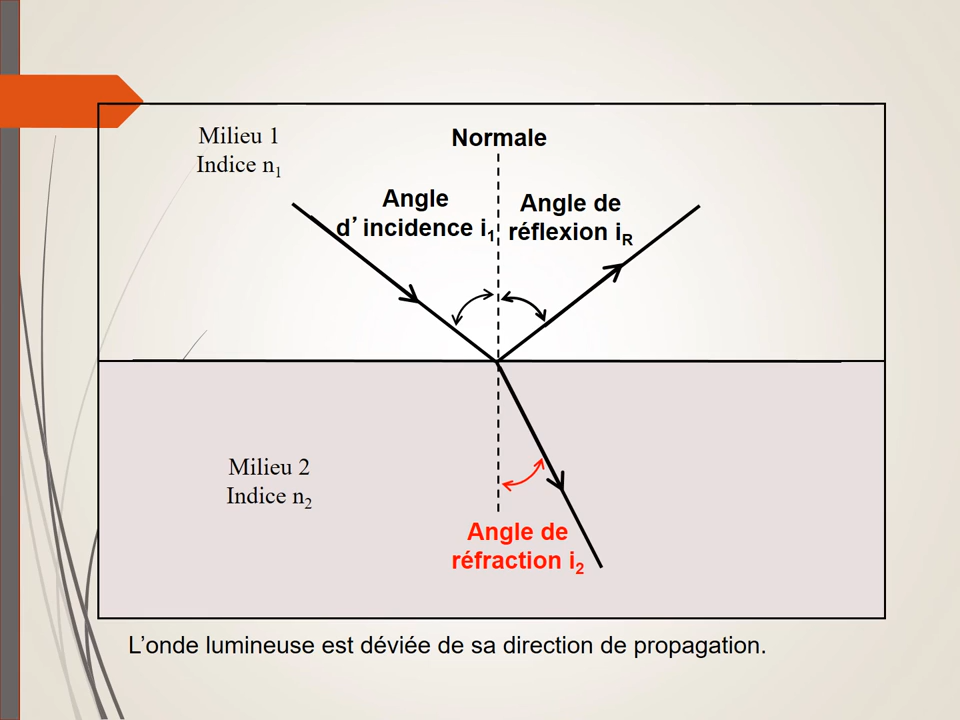 Milieu 1
Indice n₁
Normale
Angle
d’incidence i₁
Angle de
réflexion iR
Milieu 2
Indice n₂
Angle de
réfraction i₂
L’onde lumineuse est déviée de sa direction de propagation.